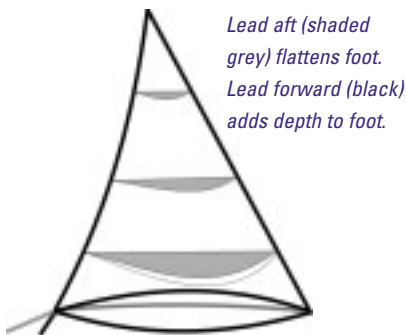 Lead aft (shaded
grey) flattens foot.
Lead forward (black)
adds depth to foot.